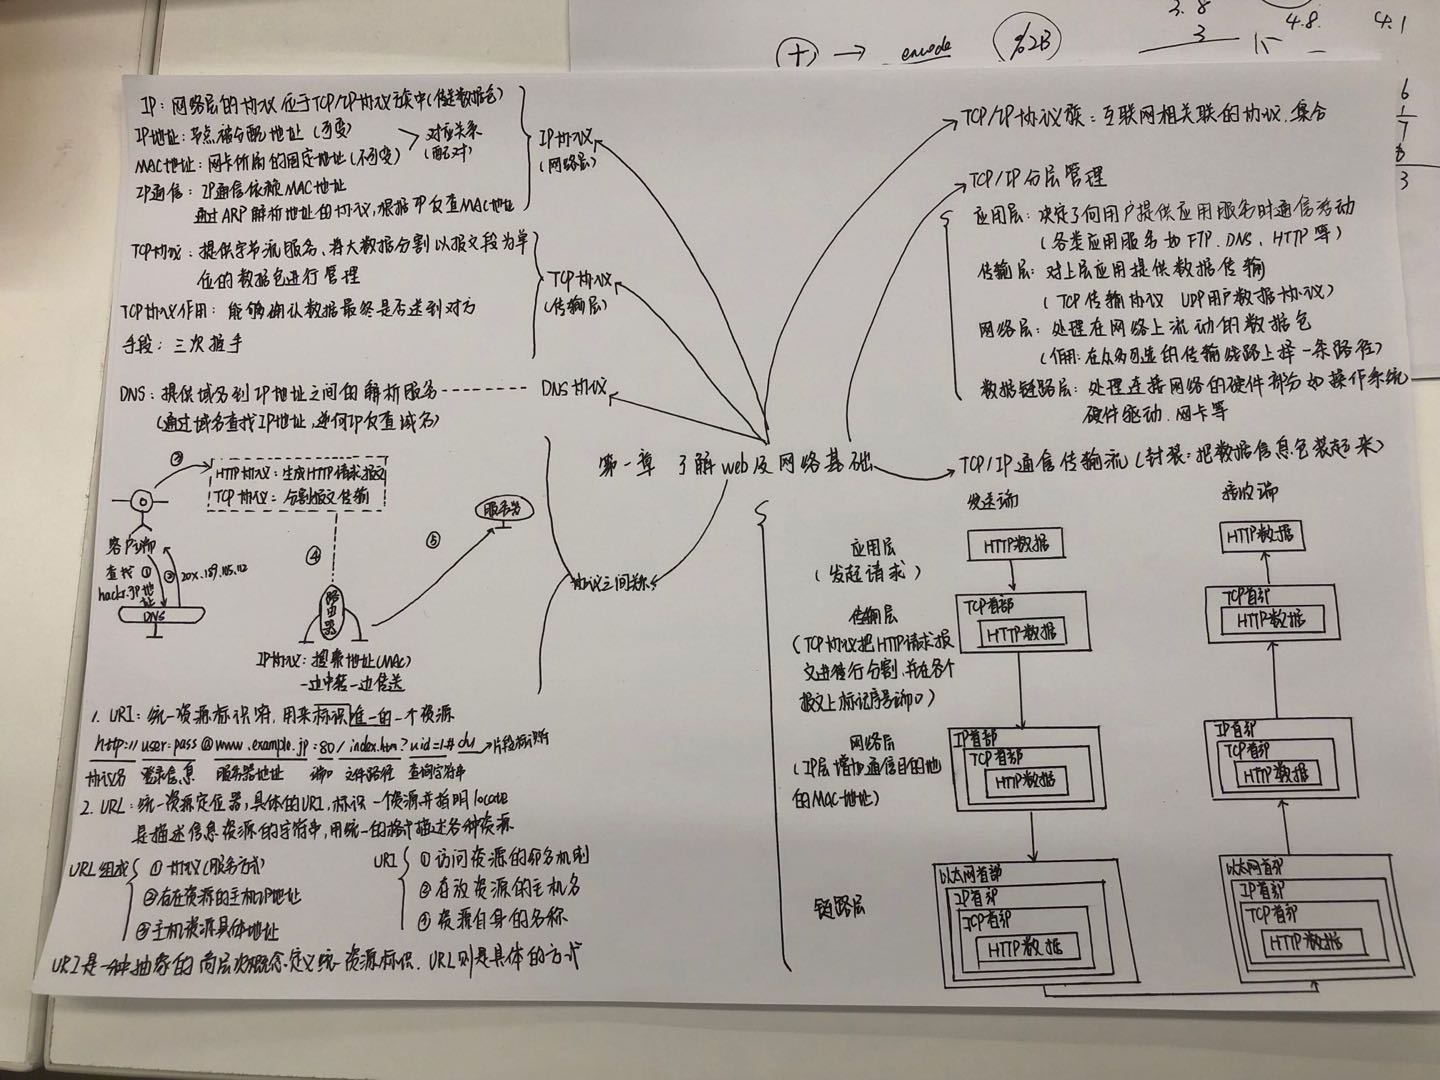 + → encode %2B
3.8
3
4.8.
4.1
6
1
7
8
3
IP：网络层的协议位于TCP/IP协议族中(传送数据包)
IP地址：节点被分配地址(可变)
MAC地址：网卡所属的固定地址(不可变)
对应关系
(配对)
IP通信：IP通信依赖MAC地址
通过ARP解析地址的协议,根据IP反查MAC地址
IP协议
(网络层)
TCP协议：提供字节流服务、将大数据分割以报文段为单
位的数据包进行管理
TCP协议作用：能够确认数据最终是否送到对方
手段：三次握手
TCP协议
(传输层)
DNS：提供域名到IP地址之间的解析服务
(通过域名查找IP地址,逆向IP反查域名)
DNS协议
第一章 了解web及网络基础
TCP/IP协议族：互联网相关联的协议集合
TCP/IP分层管理
应用层：决定了向用户提供应用服务时通信活动
(各类应用服务如FTP、DNS、HTTP等)
传输层：对上层应用提供数据传输
(TCP传输协议 UDP用户数据协议)
网络层：处理在网络上流动的数据包
(作用:在众多可选的传输线路上择一条路径)
数据链路层：处理连接网络的硬件部分如操作系统
硬件驱动、网卡等
TCP/IP通信传输流(封装：把数据信息包装起来)
发送端
接收端
应用层
(发起请求)
HTTP数据
HTTP数据
传输层
(TCP协议把HTTP请求报
文进行分割,并在各个
报文上标记序号端口)
TCP首部
HTTP数据
TCP首部
HTTP数据
网络层
(IP层增加通信目的地
的MAC地址)
IP首部
TCP首部
HTTP数据
IP首部
TCP首部
HTTP数据
链路层
以太网首部
IP首部
TCP首部
HTTP数据
以太网首部
IP首部
TCP首部
HTTP数据
协议之间关系
③
HTTP协议：生成HTTP请求报文
TCP协议：分割报文传输
客户端
查找①
hackr.jp地
址
② 20x.189.105.112
DNS
④
路由器
⑤
服务器
IP协议：搜索地址(MAC)
一边中转一边传送
1. URI：统一资源标识符,用来标识唯一的一个资源
http://user:pass@www.example.jp:80/index.htm?uid=1#ch1→片段标识符
协议名 登录信息 服务器地址 端口 文件路径 查询字符串
2. URL：统一资源定位器,具体的URI,标识一个资源并指明locate
是描述信息资源的字符串,用统一的格式描述各种资源
URL组成
①协议(服务方式)
②存在资源的主机IP地址
③主机资源具体地址
URI
①访问资源的命名机制
②存放资源的主机名
③资源自身的名称
URI是一种抽象的高层次概念定义统一资源标识、URL则是具体的方式